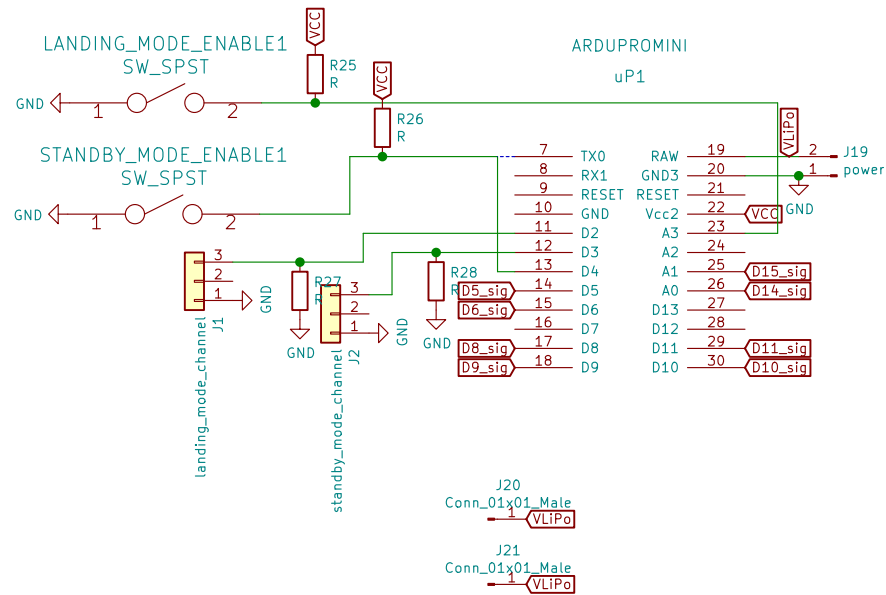 VCC
LANDING_MODE_ENABLE1
SW_SPST
R25
R
GND
1
2
VCC
R26
R
STANDBY_MODE_ENABLE1
SW_SPST
GND
1
2
ARDUPROMINI
uP1
7 TX0
8 RX1
9 RESET
10 GND
11 D2
12 D3
13 D4
14 D5
15 D6
16 D7
17 D8
18 D9
RAW 19
GND3 20
RESET 21
Vcc2 22
A3 23
A2 24
A1 25
A0 26
D13 27
D12 28
D11 29
D10 30
VLiPo
2
1
J19
power
GND
VCC
D15_sig
D14_sig
D11_sig
D10_sig
D5_sig
D6_sig
D8_sig
D9_sig
3
2
1
GND
J1
landing_mode_channel
R27
R
GND
3
2
1
GND
J2
standby_mode_channel
R28
R
GND
J20
Conn_01x01_Male
1
VLiPo
J21
Conn_01x01_Male
1
VLiPo